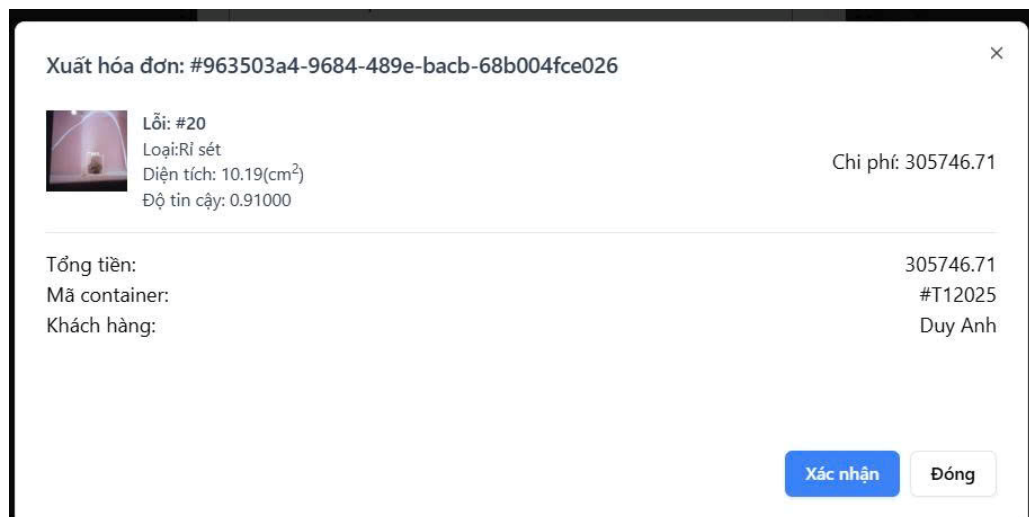 Xuất hóa đơn: #963503a4-9684-489e-bacb-68b004fce026
×
Lỗi: #20
Loại:Rỉ sét
Diện tích: 10.19(cm²)
Độ tin cậy: 0.91000
Chi phí: 305746.71
Tổng tiền: 305746.71
Mã container: #T12025
Khách hàng: Duy Anh
Xác nhận Đóng